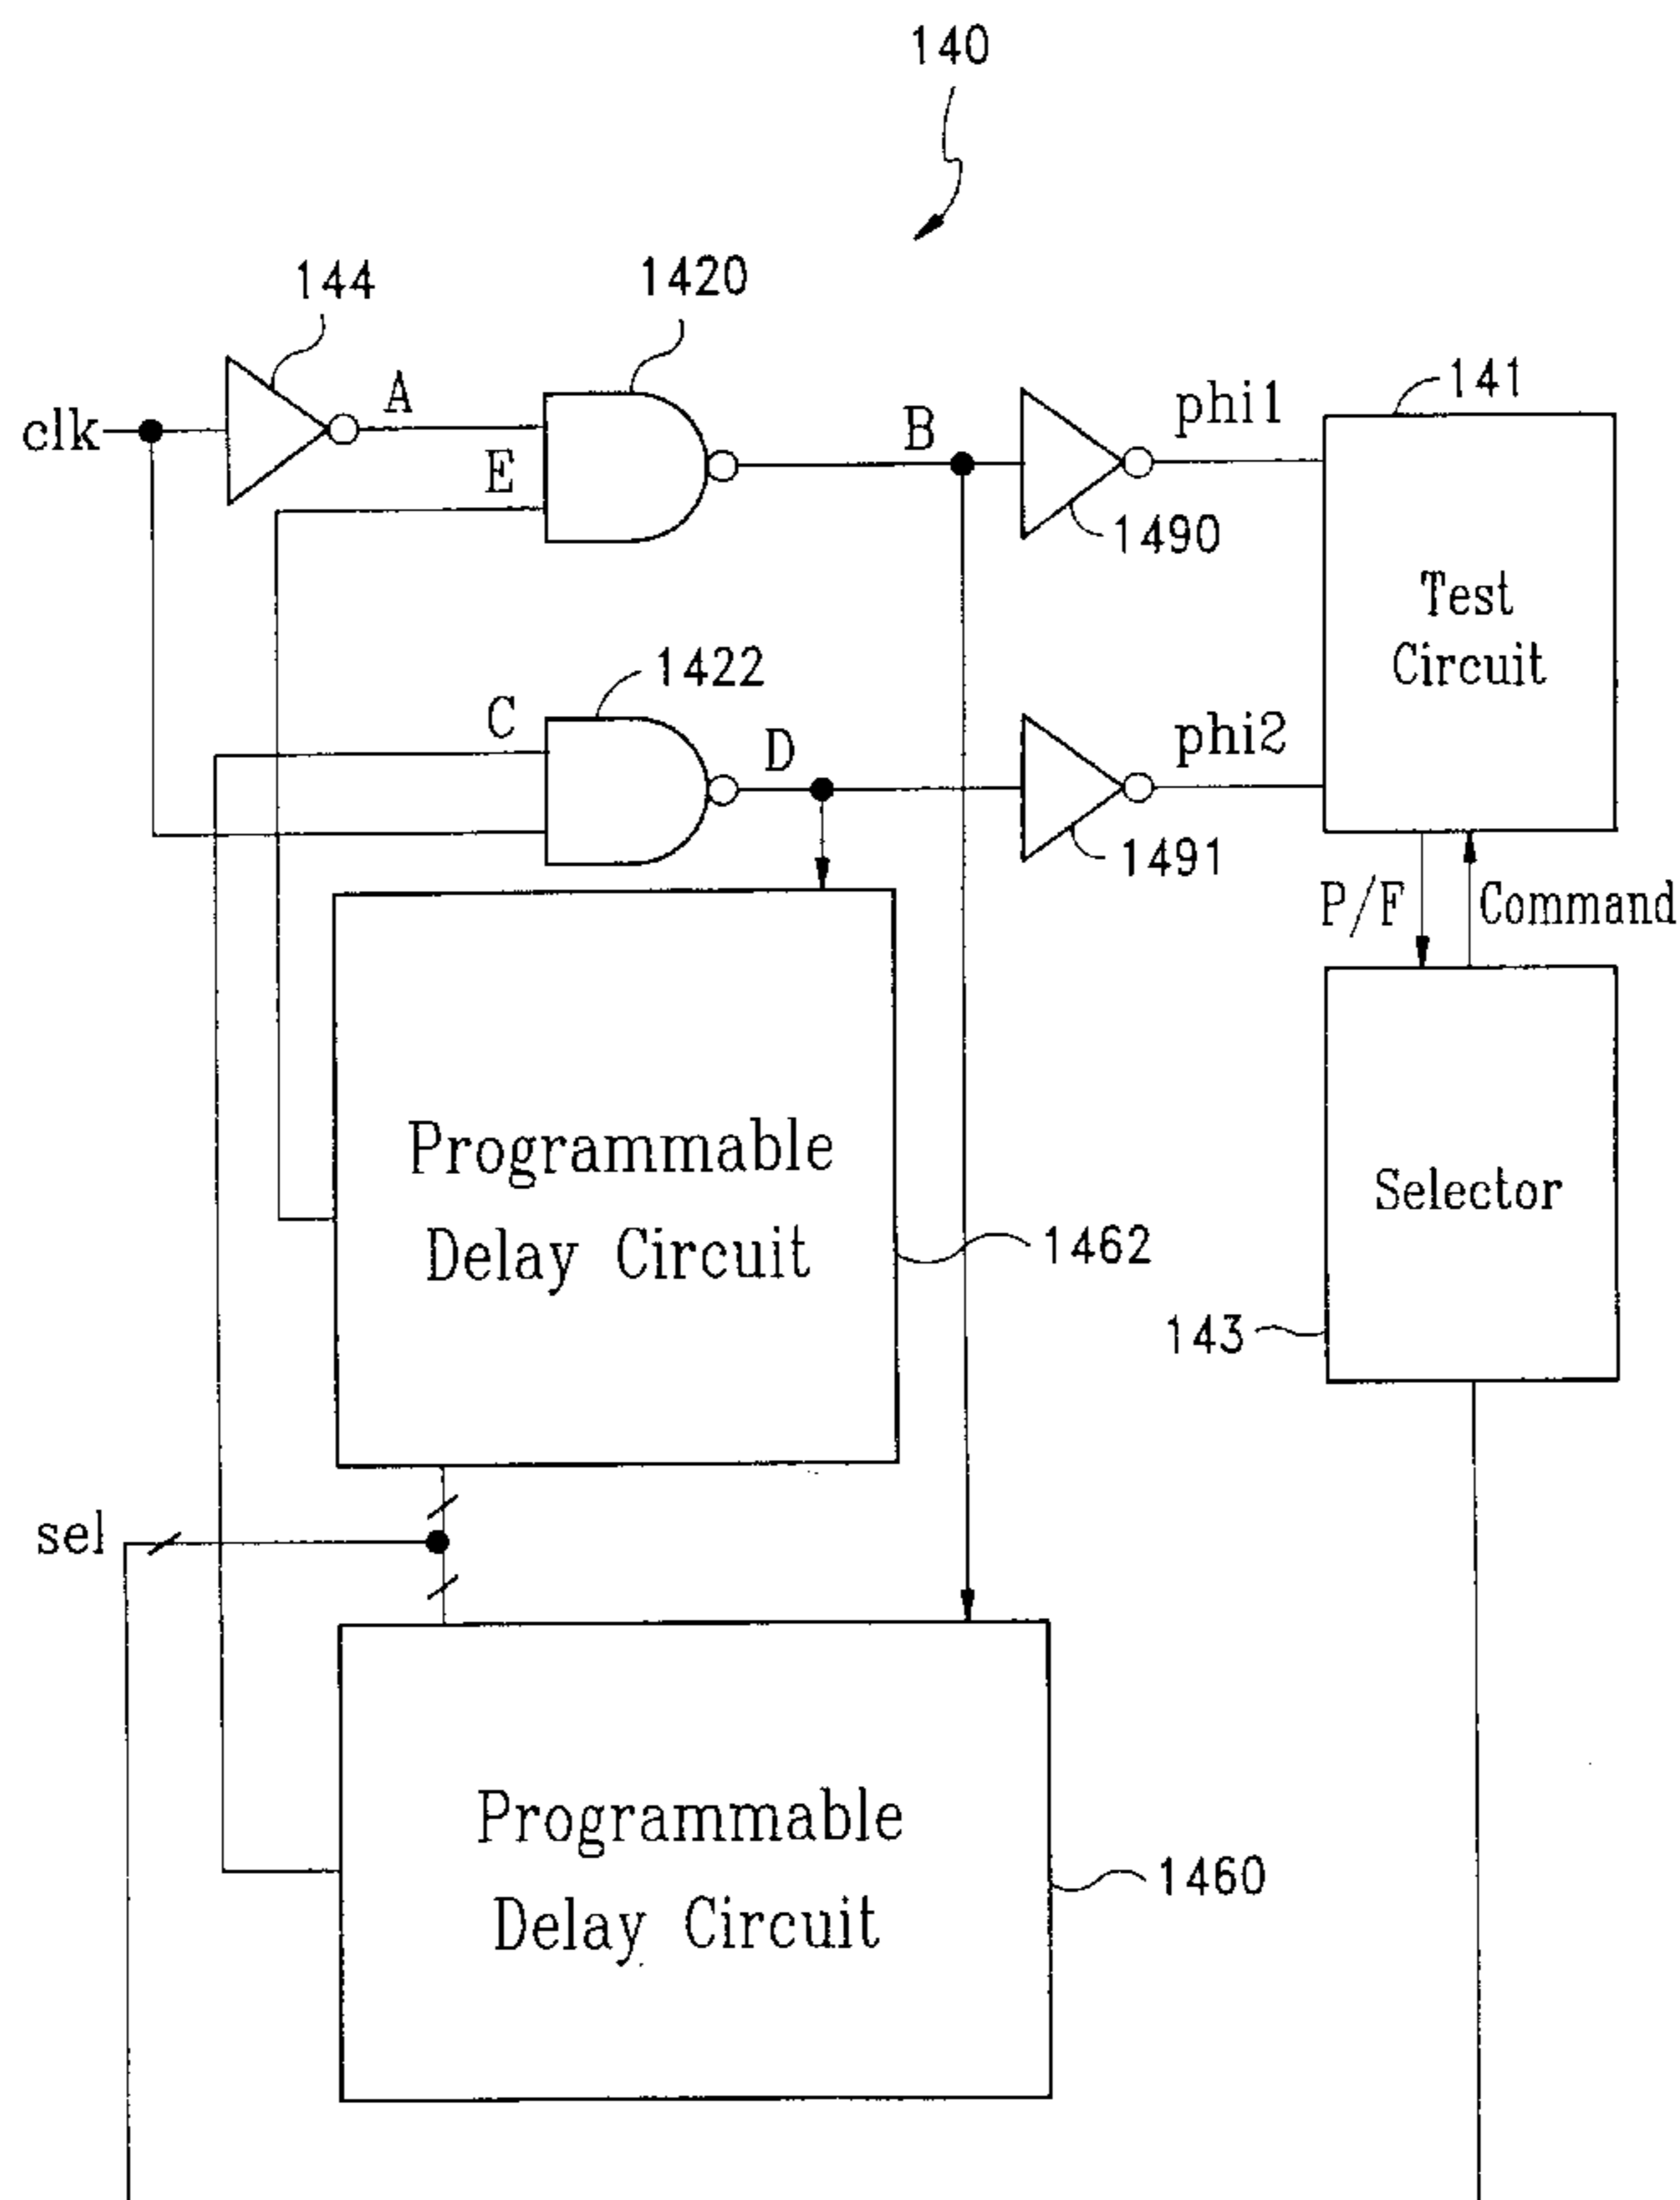 140
144
1420
clk
A
E
B
phi1
141
1490
Test
Circuit
1422
C
D
phi2
1491
P/F
Command
Programmable
Delay Circuit
1462
Selector
143
sel
Programmable
Delay Circuit
1460